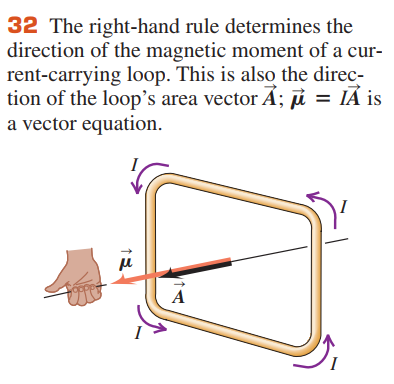 32 The right-hand rule determines the
direction of the magnetic moment of a cur-
rent-carrying loop. This is also the direc-
tion of the loop’s area vector A⃗; μ⃗ = IA⃗ is
a vector equation.
I
I
μ⃗
A⃗
I
I